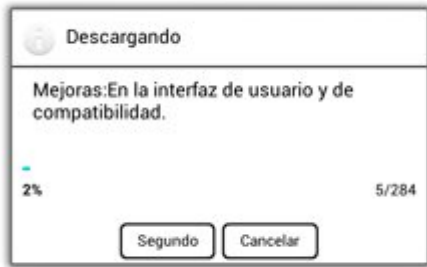 Descargando
Mejoras:En la interfaz de usuario y de
compatibilidad.
2% 5/284
Segundo Cancelar